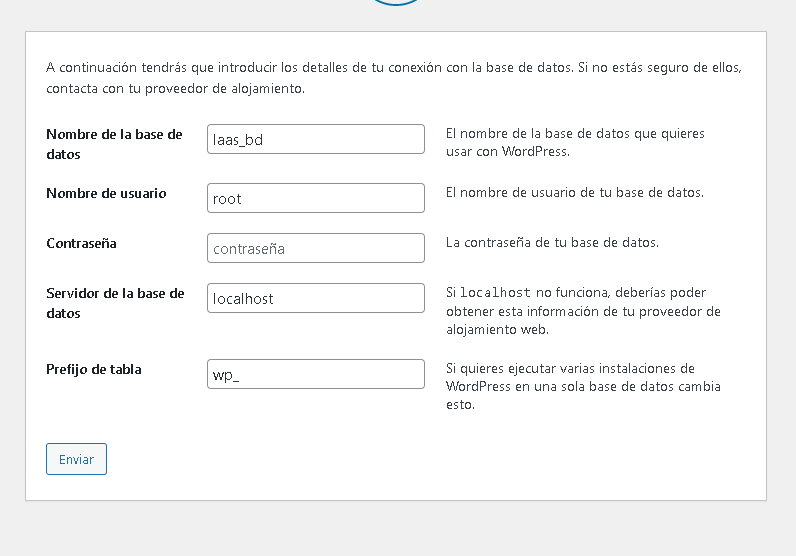 A continuación tendrás que introducir los detalles de tu conexión con la base de datos. Si no estás seguro de ellos,
contacta con tu proveedor de alojamiento.
Nombre de la base de
datos
laas_bd
El nombre de la base de datos que quieres
usar con WordPress.
Nombre de usuario
root
El nombre de usuario de tu base de datos.
Contraseña
contraseña
La contraseña de tu base de datos.
Servidor de la base de
datos
localhost
Si localhost no funciona, deberías poder
obtener esta información de tu proveedor de
alojamiento web.
Prefijo de tabla
wp_
Si quieres ejecutar varias instalaciones de
WordPress en una sola base de datos cambia
esto.
Enviar